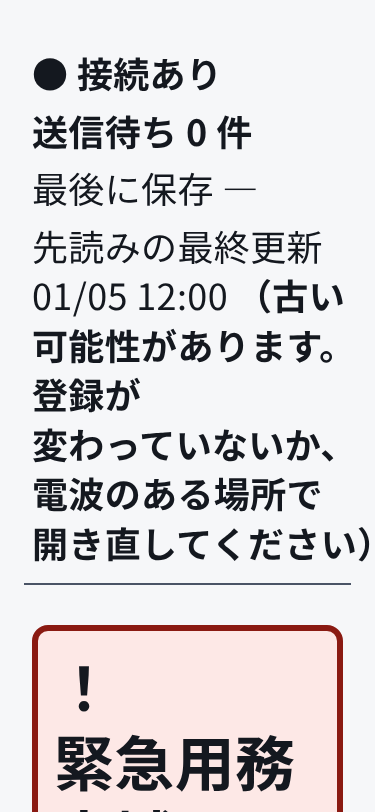 ● 接続あり
送信待ち 0 件
最後に保存 —
先読みの最終更新
01/05 12:00 （古い
可能性があります。
登録が
変わっていないか、
電波のある場所で
開き直してください）
！
緊急用務